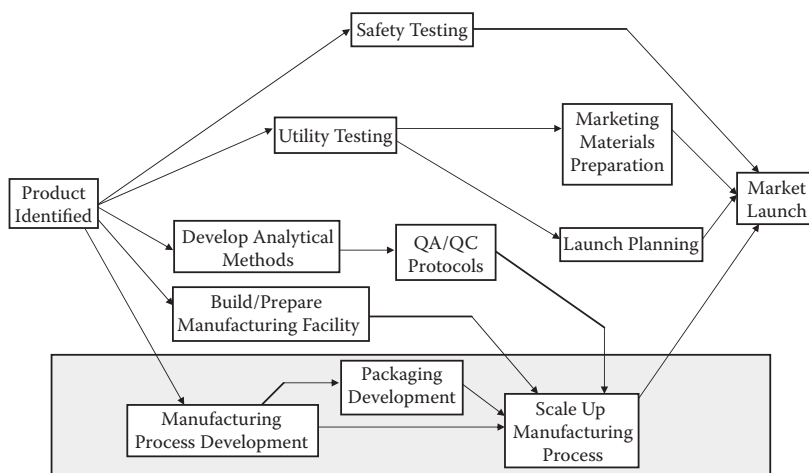 Safety Testing
Utility Testing
Marketing
Materials
Preparation
Product
Identified
Market
Launch
Develop Analytical
Methods
QA/QC
Protocols
Launch Planning
Build/Prepare
Manufacturing Facility
Packaging
Development
Manufacturing
Process Development
Scale Up
Manufacturing
Process